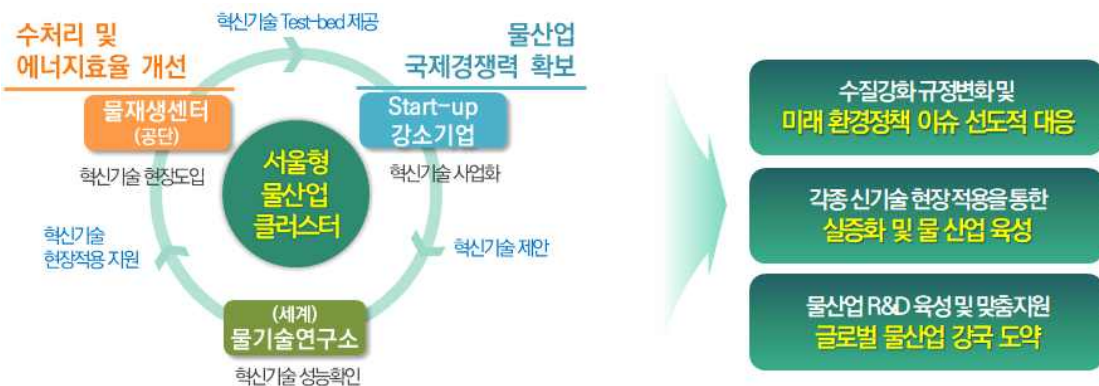 혁신기술 Test-bed 제공
수처리 및
에너지효율 개선
물산업
국제경쟁력 확보
물재생센터
(공단)
혁신기술 현장도입
Start-up
강소기업
혁신기술 사업화
서울형
물산업
클러스터
혁신기술
현장적용 지원
혁신기술 제안
(세계)
물기술연구소
혁신기술 성능확인
수질강화 규정변화 및
미래 환경정책 이슈 선도적 대응
각종 신기술 현장 적용을 통한
실증화 및 물 산업 육성
물산업 R&D 육성 및 맞춤지원
글로벌 물산업 강국 도약